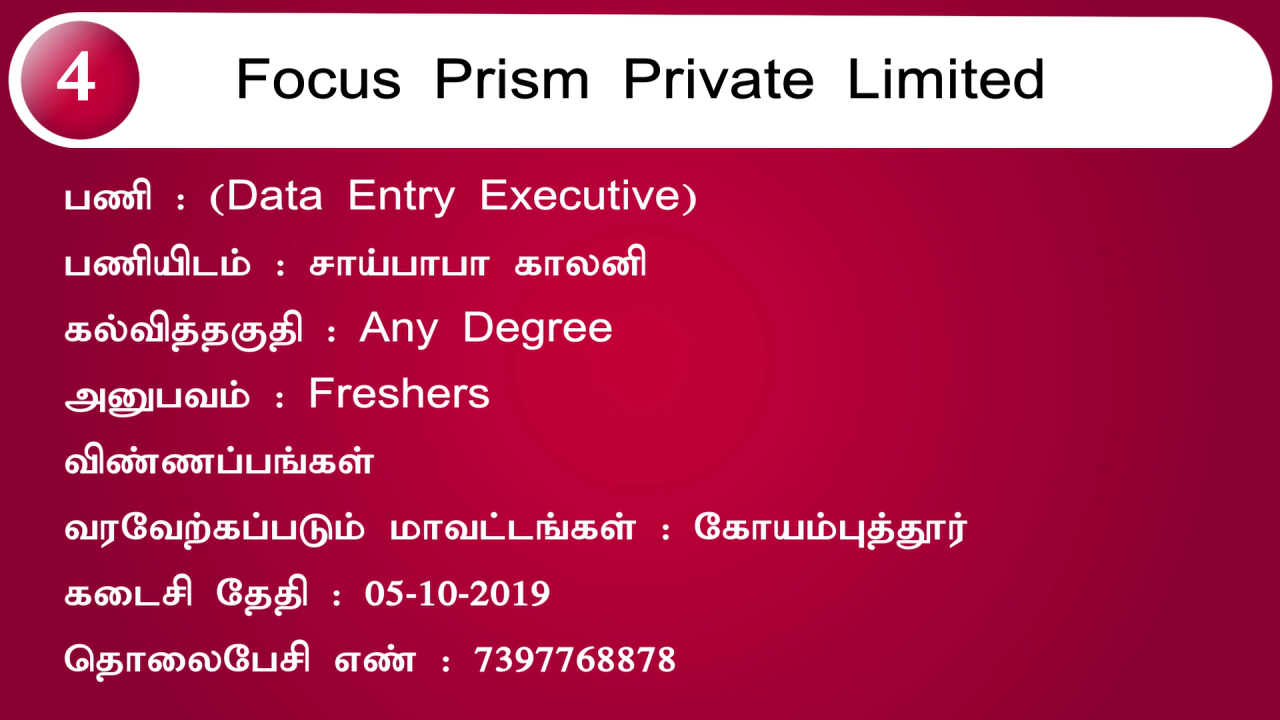 4
Focus Prism Private Limited
பணி : (Data Entry Executive)
பணியிடம் : சாய்பாபா காலனி
கல்வித்தகுதி : Any Degree
அனுபவம் : Freshers
விண்ணப்பங்கள்
வரவேற்கப்படும் மாவட்டங்கள் : கோயம்புத்தூர்
கடைசி தேதி : 05-10-2019
தொலைபேசி எண் : 7397768878